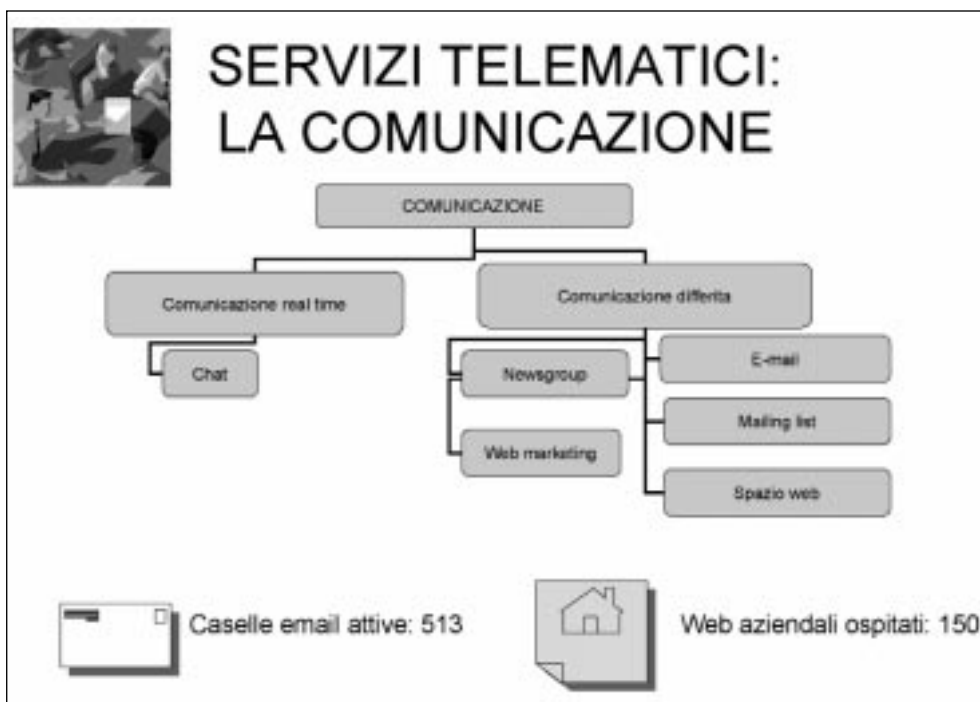 SERVIZI TELEMATICI:
LA COMUNICAZIONE
COMUNICAZIONE
Comunicazione real time
Comunicazione differita
Chat
Newsgroup
E-mail
Mailing list
Web marketing
Spazio web
Caselle email attive: 513
Web aziendali ospitati: 150